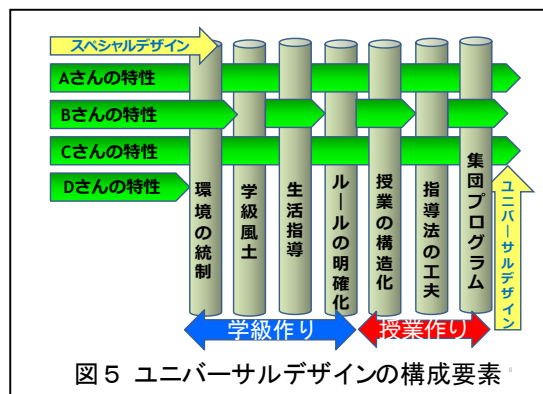 スペシャルデザイン
Aさんの特性
Bさんの特性
Cさんの特性
Dさんの特性
環境の統制
学級風土
生活指導
ルールの明確化
授業の構造化
指導法の工夫
集団プログラム
ユニバーサルデザイン
学級作り
授業作り
図５ ユニバーサルデザインの構成要素